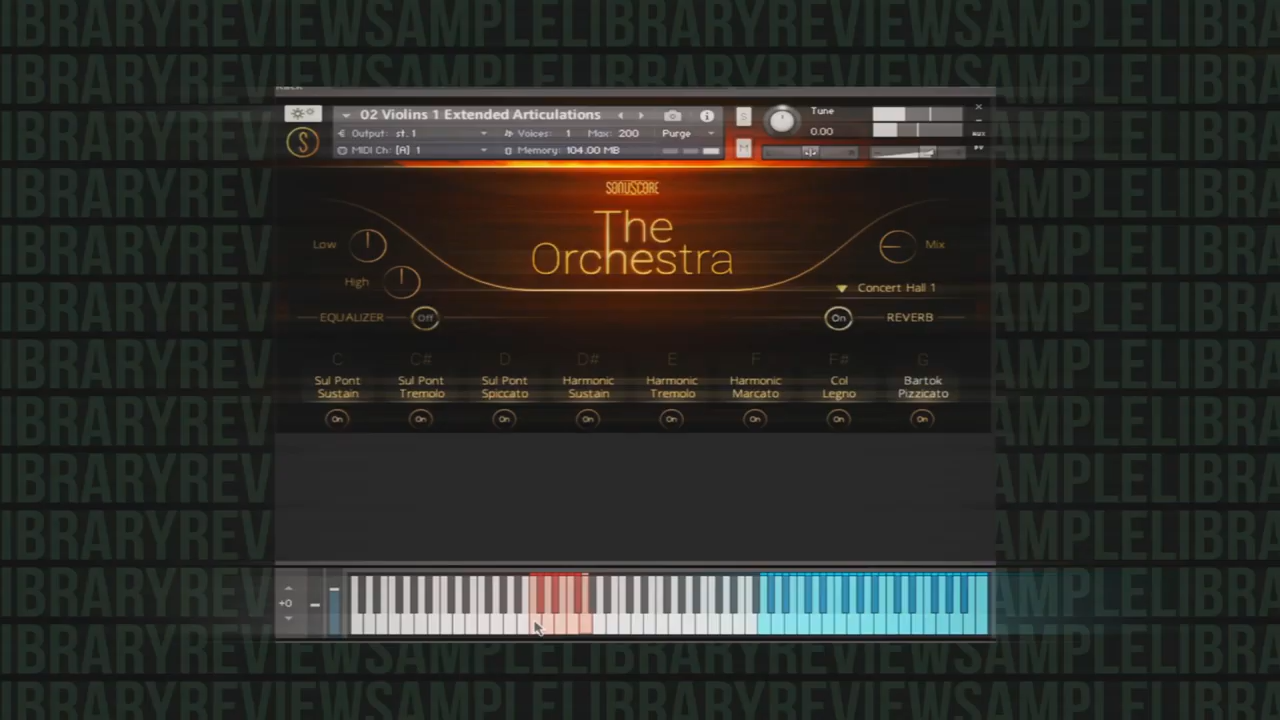 LIBRARYREVIEWSAMPLELIBRARYREVIEWSAMPLELIBRARY
02 Violins 1 Extended Articulations
Output: st.1 Voices: 1 Max: 200 Purge
MIDI Ch: [A] 1 Memory: 104.00 MB
S
M
Tune
0.00
AUX
PV
S
SONUSCORE
The
Orchestra
Low
High
Mix
Concert Hall 1
EQUALIZER Off
On REVERB
C C# D D# E F F# G
Sul Pont Sul Pont Sul Pont Harmonic Harmonic Harmonic Col Bartok
Sustain Tremolo Spiccato Sustain Tremolo Marcato Legno Pizzicato
On On On On On On On On
+0